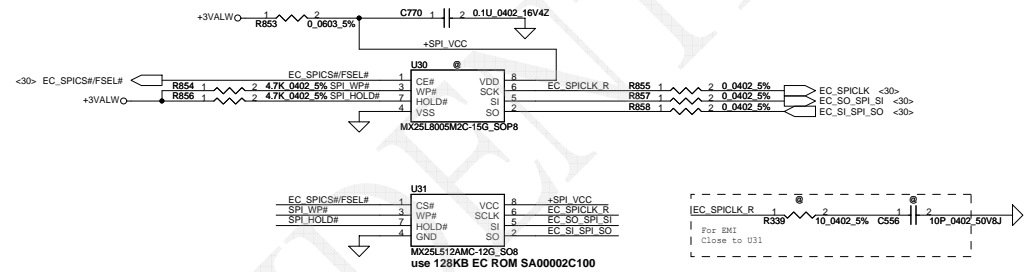 +3VALW 1 2 C770 1 2 0.1U_0402_16V4Z
R853 0_0603_5%
+SPI_VCC
U30 @
<30> EC_SPICS#/FSEL# EC_SPICS#/FSEL# 1 CE# VDD 8
R854 1 2 4.7K_0402_5% SPI_WP# 3 WP# SCK 6 EC_SPICLK_R R855 1 2 0_0402_5% EC_SPICLK <30>
+3VALW R856 1 2 4.7K_0402_5% SPI_HOLD# 7 HOLD# SI 5 R857 1 2 0_0402_5% EC_SO_SPI_SI <30>
4 VSS SO 2 R858 1 2 0_0402_5% EC_SI_SPI_SO <30>
MX25L8005M2C-15G_SOP8
U31
EC_SPICS#/FSEL# 1 CS# VCC 8 +SPI_VCC
SPI_WP# 3 WP# SCLK 6 EC_SPICLK_R
SPI_HOLD# 7 HOLD# SI 5 EC_SO_SPI_SI
4 GND SO 2 EC_SI_SPI_SO
MX25L512AMC-12G_SO8
use 128KB EC ROM SA00002C100
@ @
EC_SPICLK_R 1 2 1 2
R339 10_0402_5% C556 10P_0402_50V8J
For EMI
Close to U31